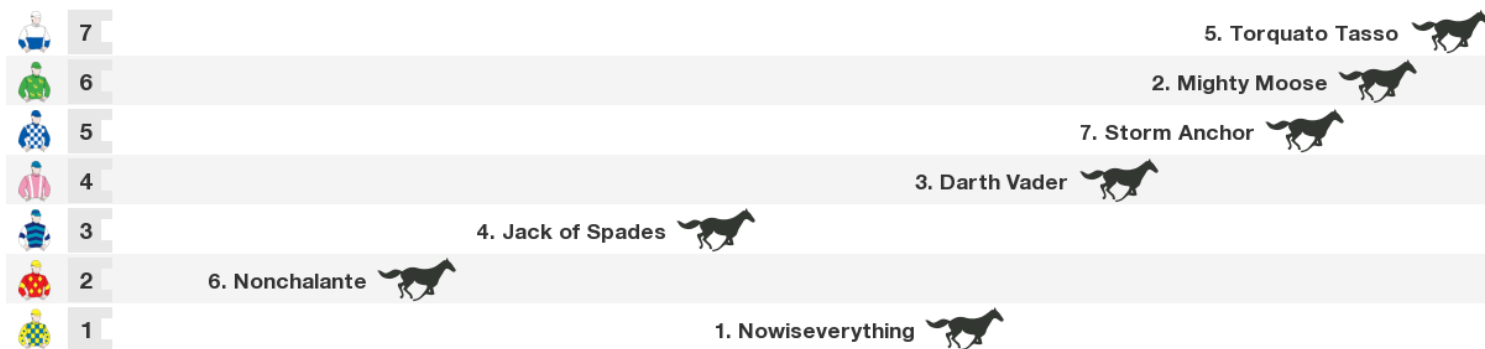 7 5. Torquato Tasso
6 2. Mighty Moose
5 7. Storm Anchor
4 3. Darth Vader
3 4. Jack of Spades
2 6. Nonchalante
1 1. Nowiseverything